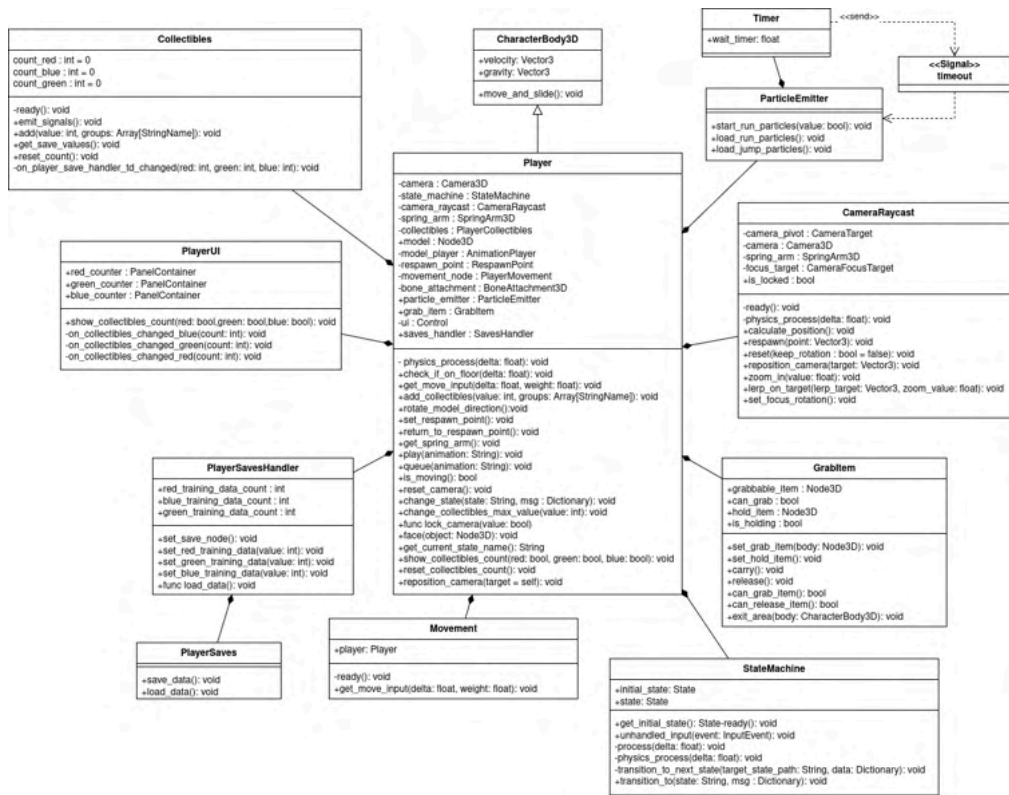 Collectibles
count_red : int = 0
count_blue : int = 0
count_green : int = 0
-ready(): void
+emit_signals(): void
+add(value: int, groups: Array[StringName]): void
+get_save_values(): void
+reset_count(): void
-on_player_save_handler_td_changed(red: int, green: int, blue: int): void
CharacterBody3D
+velocity: Vector3
+gravity: Vector3
+move_and_slide(): void
Timer
+wait_timer: float
<<send>>
<<Signal>>
timeout
ParticleEmitter
+start_run_particles(value: bool): void
+load_run_particles(): void
+load_jump_particles(): void
Player
-camera : Camera3D
-state_machine : StateMachine
-camera_raycast : CameraRaycast
-spring_arm : SpringArm3D
-collectibles : PlayerCollectibles
+model : Node3D
-model_player : AnimationPlayer
-respawn_point : RespawnPoint
-movement_node : PlayerMovement
-bone_attachment : BoneAttachment3D
+particle_emitter : ParticleEmitter
+grab_item : GrabItem
-ui : Control
+saves_handler : SavesHandler
- physics_process(delta: float): void
+check_if_on_floor(delta: float): void
+get_move_input(delta: float, weight: float): void
+add_collectibles(value: int, groups: Array[StringName]): void
+rotate_model_direction():void
+set_respawn_point(): void
+return_to_respawn_point(): void
+get_spring_arm(): void
+play(animation: String): void
+queue(animation: String): void
+is_moving(): bool
+reset_camera(): void
+change_state(state: String, msg : Dictionary): void
+change_collectibles_max_value(value: int): void
+func lock_camera(value: bool)
+face(object: Node3D): void
+get_current_state_name(): String
+show_collectibles_count(red: bool, green: bool, blue: bool): void
+reset_collectibles_count(): void
+reposition_camera(target = self): void
PlayerUI
+red_counter : PanelContainer
+green_counter : PanelContainer
+blue_counter : PanelContainer
+show_collectibles_count(red: bool,green: bool,blue: bool): void
-on_collectibles_changed_blue(count: int): void
-on_collectibles_changed_green(count: int): void
-on_collectibles_changed_red(count: int): void
CameraRaycast
-camera_pivot : CameraTarget
-camera : Camera3D
-spring_arm : SpringArm3D
-focus_target : CameraFocusTarget
+is_locked : bool
-ready(): void
-physics_process(delta: float): void
+calculate_position(): void
+respawn(point: Vector3): void
+reset(keep_rotation : bool = false): void
+reposition_camera(target: Vector3): void
+zoom_in(value: float): void
+lerp_on_target(lerp_target: Vector3, zoom_value: float): void
+set_focus_rotation(): void
PlayerSavesHandler
+red_training_data_count : int
+blue_training_data_count : int
+green_training_data_count : int
+set_save_node(): void
+set_red_training_data(value: int): void
+set_green_training_data(value: int): void
+set_blue_training_data(value: int): void
+func load_data(): void
GrabItem
+grabbable_item : Node3D
+can_grab : bool
+hold_item : Node3D
+is_holding : bool
+set_grab_item(body: Node3D): void
+set_hold_item(): void
+carry(): void
+release(): void
+can_grab_item(): bool
+can_release_item(): bool
+exit_area(body: CharacterBody3D): void
PlayerSaves
+save_data(): void
+load_data(): void
Movement
+player: Player
-ready(): void
+get_move_input(delta: float, weight: float): void
StateMachine
+initial_state: State
+state: State
+get_initial_state(): State-ready(): void
+unhandled_input(event: InputEvent): void
-process(delta: float): void
-physics_process(delta: float): void
-transition_to_next_state(target_state_path: String, data: Dictionary): void
+transition_to(state: String, msg : Dictionary): void